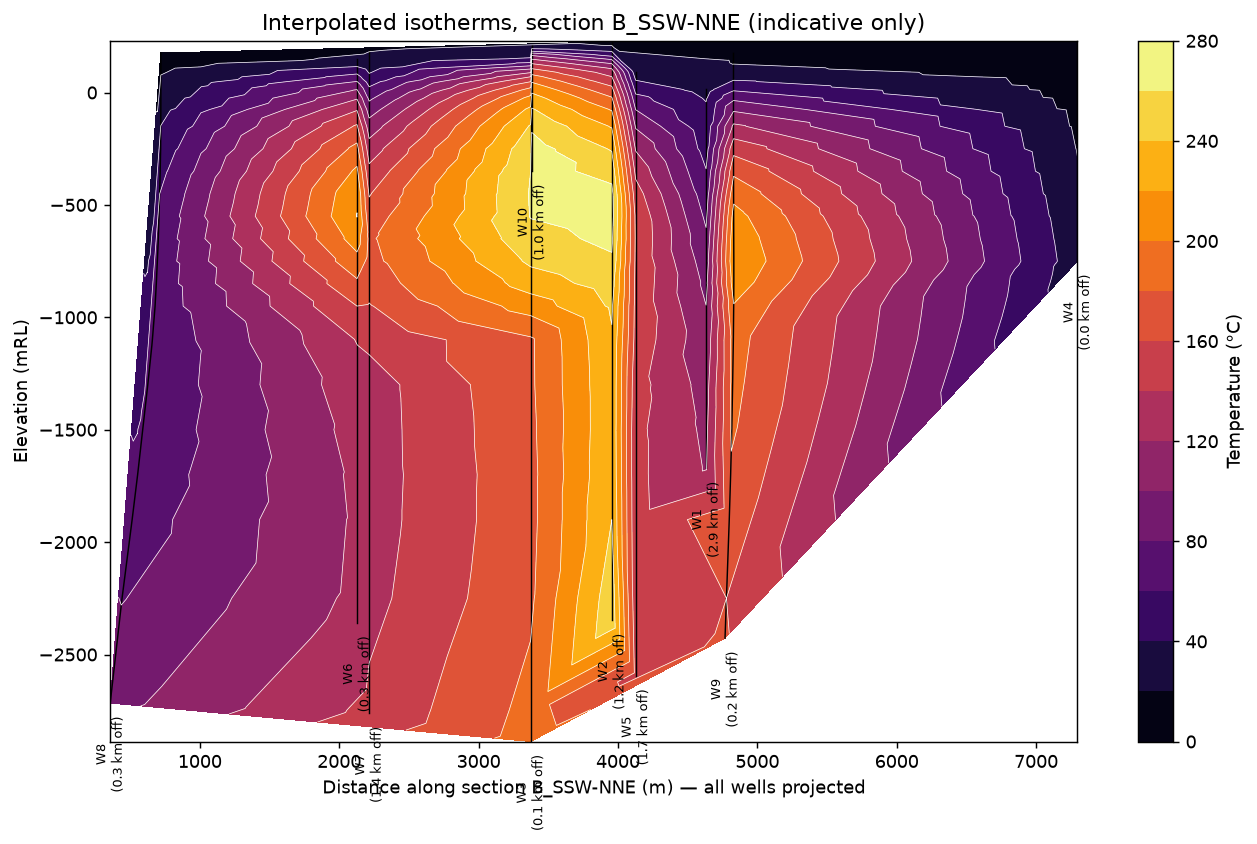 Interpolated isotherms, section B_SSW-NNE (indicative only)
Elevation (mRL)
0
−500
−1000
−1500
−2000
−2500
W10
(1.0 km off)
W4
(0.0 km off)
W1
(2.9 km off)
W6
(0.3 km off)
W2
(1.2 km off)
W9
(0.2 km off)
W5
(1.7 km off)
W8
(0.3 km off)
W7
km off)
(0.1 km off)
1000
2000
3000
4000
5000
6000
7000
Distance along section B_SSW-NNE (m) — all wells projected
280
240
200
160
120
80
40
0
Temperature (°C)